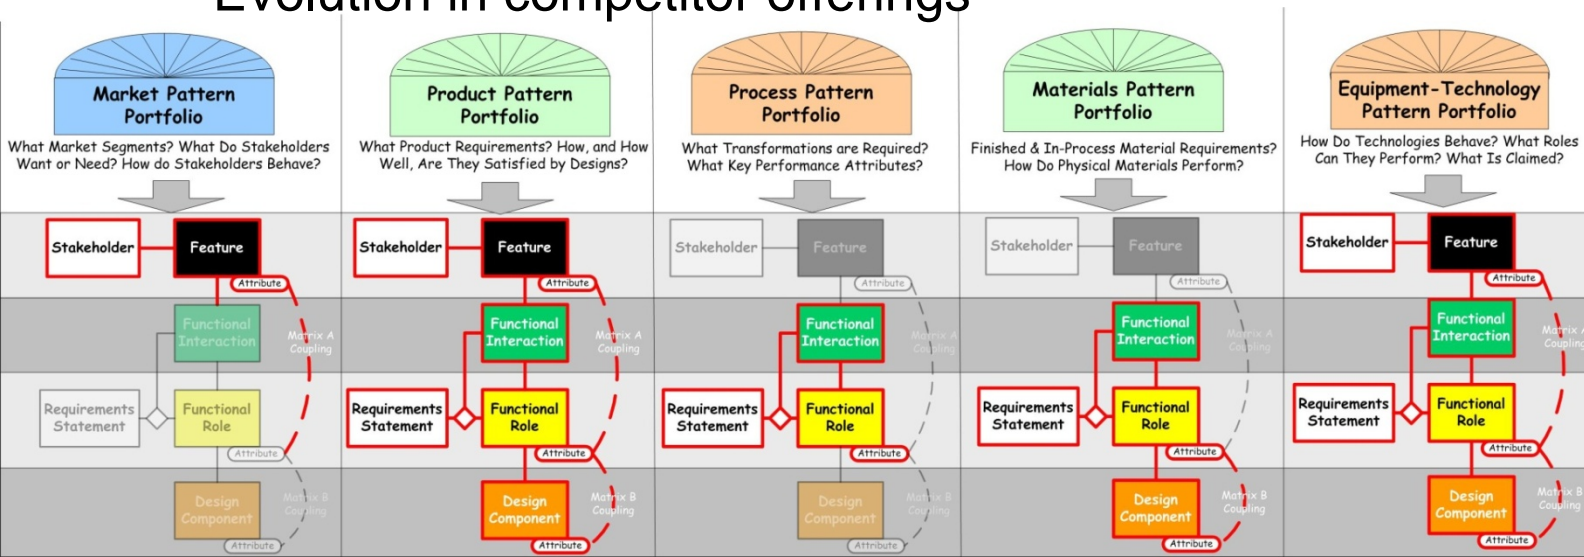 Evolution in competitor offerings
Market Pattern
Portfolio
What Market Segments? What Do Stakeholders
Want or Need? How do Stakeholders Behave?
Stakeholder
Feature
Attribute
Functional
Interaction
Matrix A
Coupling
Requirements
Statement
Functional
Role
Attribute
Design
Component
Matrix B
Coupling
Attribute
Product Pattern
Portfolio
What Product Requirements? How, and How
Well, Are They Satisfied by Designs?
Stakeholder
Feature
Attribute
Functional
Interaction
Matrix A
Coupling
Requirements
Statement
Functional
Role
Attribute
Design
Component
Matrix B
Coupling
Attribute
Process Pattern
Portfolio
What Transformations are Required?
What Key Performance Attributes?
Stakeholder
Feature
Attribute
Functional
Interaction
Matrix A
Coupling
Requirements
Statement
Functional
Role
Attribute
Design
Component
Matrix B
Coupling
Attribute
Materials Pattern
Portfolio
Finished & In-Process Material Requirements?
How Do Physical Materials Perform?
Stakeholder
Feature
Attribute
Functional
Interaction
Matrix A
Coupling
Requirements
Statement
Functional
Role
Attribute
Design
Component
Matrix B
Coupling
Attribute
Equipment-Technology
Pattern Portfolio
How Do Technologies Behave? What Roles
Can They Perform? What Is Claimed?
Stakeholder
Feature
Attribute
Functional
Interaction
Matrix A
Coupling
Requirements
Statement
Functional
Role
Attribute
Design
Component
Matrix B
Coupling
Attribute